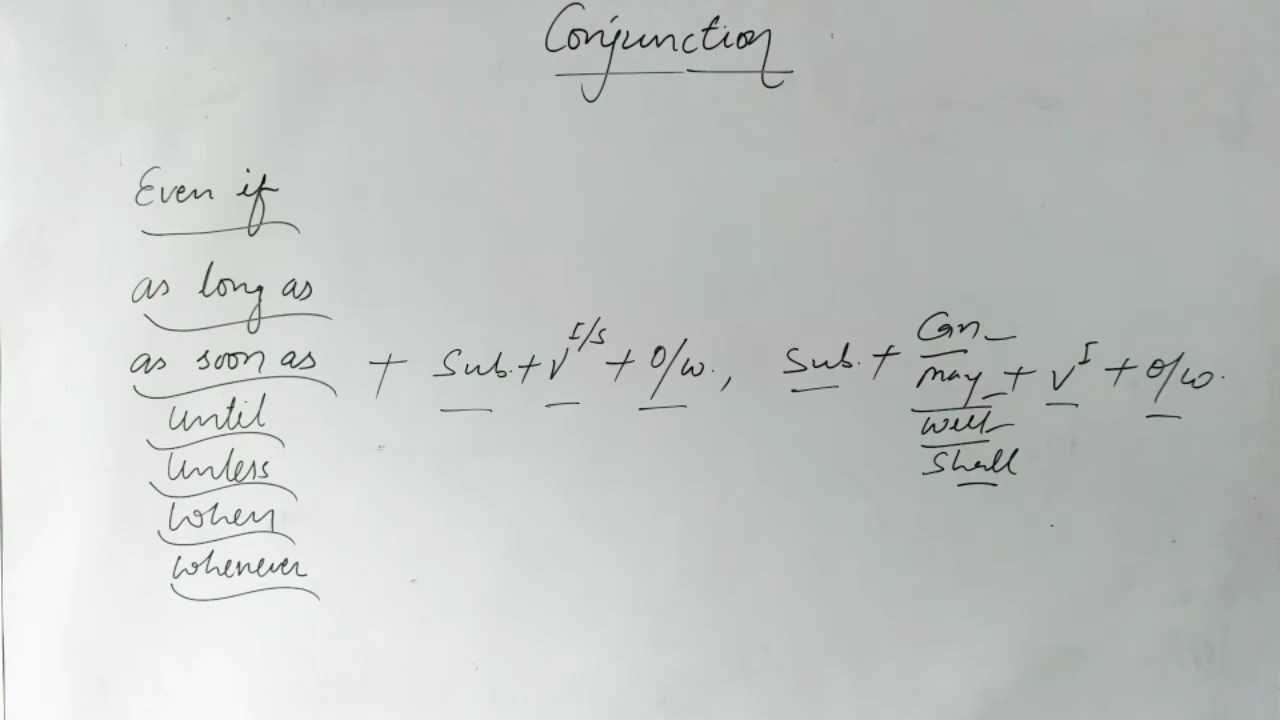 Conjunction
Even if
as long as
as soon as + Sub. + V I/S + O/w., Sub. + Can + V I + O/w.
may
will
shall
until
unless
when
whenever